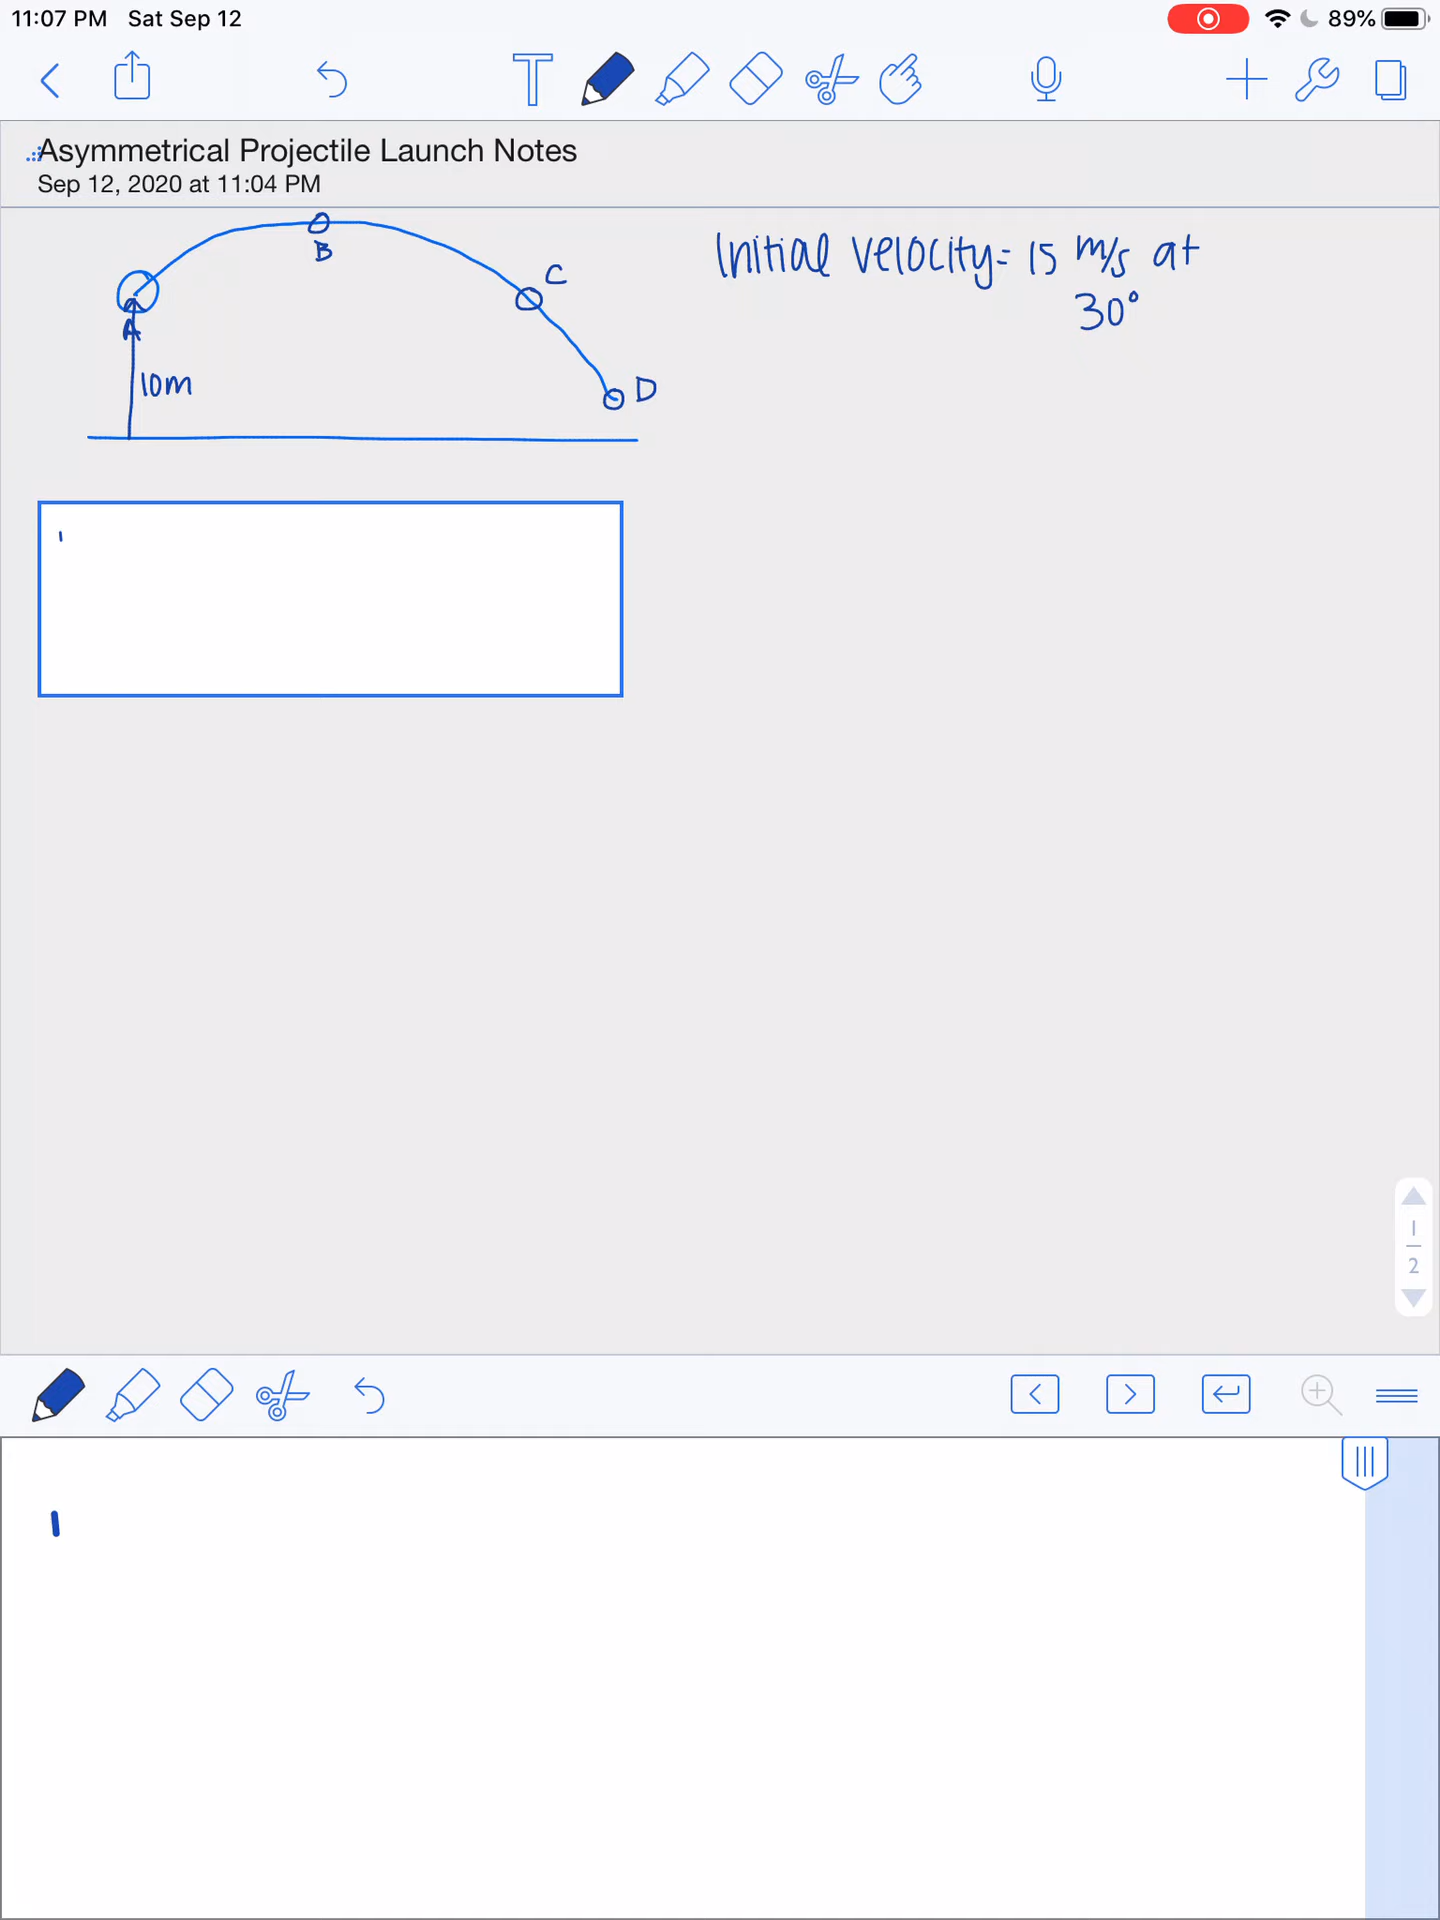 11:07 PM Sat Sep 12
89%
T
Asymmetrical Projectile Launch Notes
Sep 12, 2020 at 11:04 PM
B
C
A
10m
D
Initial velocity = 15 m/s at
30°
1
2